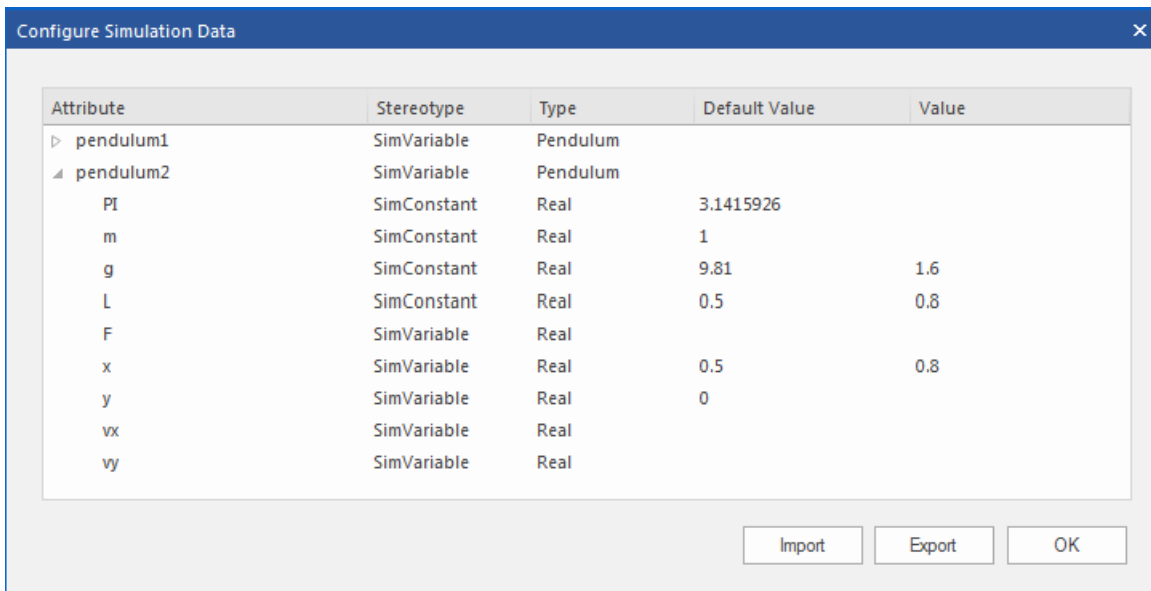 Configure Simulation Data
Attribute Stereotype Type Default Value Value
pendulum1 SimVariable Pendulum
pendulum2 SimVariable Pendulum
PI SimConstant Real 3.1415926
m SimConstant Real 1
g SimConstant Real 9.81 1.6
L SimConstant Real 0.5 0.8
F SimVariable Real
x SimVariable Real 0.5 0.8
y SimVariable Real 0
vx SimVariable Real
vy SimVariable Real
Import Export OK